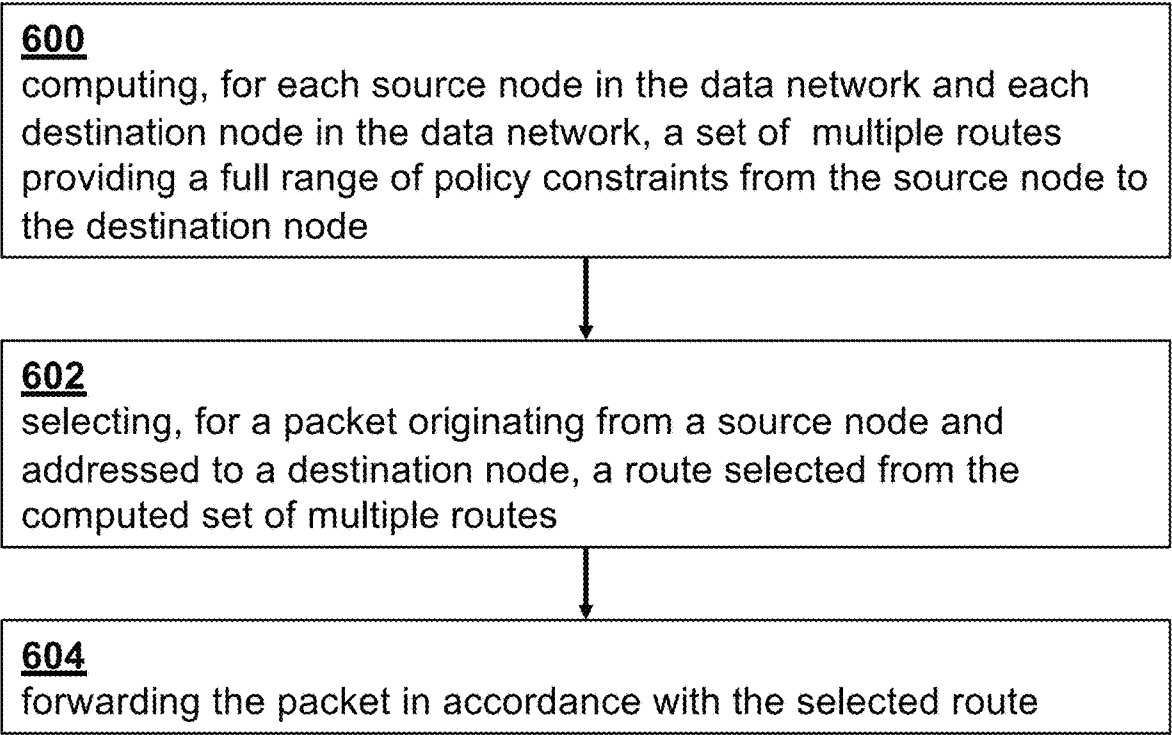 600
computing, for each source node in the data network and each
destination node in the data network, a set of  multiple routes
providing a full range of policy constraints from the source node to
the destination node
602
selecting, for a packet originating from a source node and
addressed to a destination node, a route selected from the
computed set of multiple routes
604
forwarding the packet in accordance with the selected route